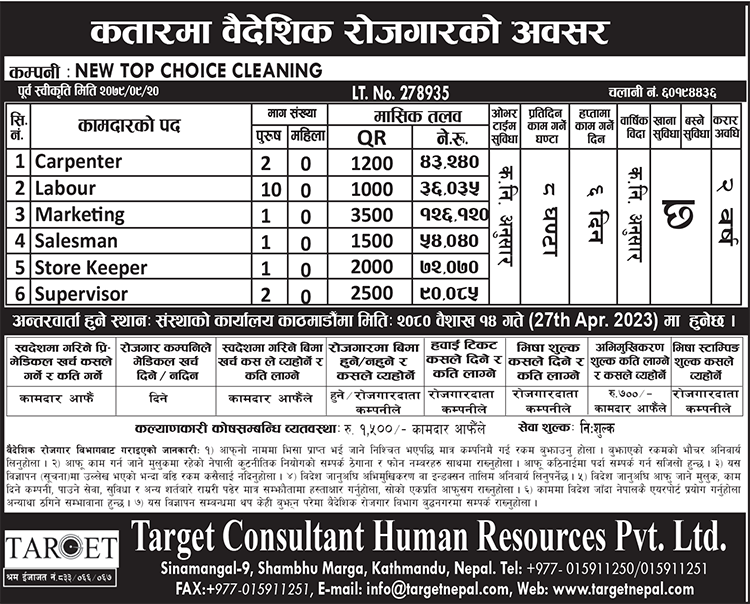 कतारमा वैदेशिक रोजगारको अवसर
कम्पनी : NEW TOP CHOICE CLEANING
पूर्व स्वीकृति मिति २०७९/०९/२० LT. No. 278935 चलानी नं. ६०१९४४३६
सि.नं. कामदारको पद माग संख्या पुरुष महिला मासिक तलव QR ने.रु. ओभर टाईम सुविधा प्रतिदिन काम गर्ने घण्टा हप्तामा काम गर्ने दिन वार्षिक विदा खाना सुविधा बस्ने सुविधा करार अवधि
1 Carpenter 2 0 1200 ४३,२४०
2 Labour 10 0 1000 ३६,०३५
3 Marketing 1 0 3500 १२६,१२०
4 Salesman 1 0 1500 ५४,०४०
5 Store Keeper 1 0 2000 ७२,०७०
6 Supervisor 2 0 2500 ९०,०८५
क.नि. अनुसार ८ घण्टा ६ दिन क.नि. अनुसार छ २ वर्ष
अन्तरवार्ता हुने स्थानः संस्थाको कार्यालय काठमाडौंमा मितिः २०८० वैशाख १४ गते (27th Apr. 2023) मा हुनेछ ।
स्वदेशमा गरिने प्रि-मेडिकल खर्च कसले गर्ने र कति गर्ने रोजगार कम्पनिले मेडिकल खर्च दिने / नदिने स्वदेशमा गरिने बिमा खर्च कस ले व्यहोर्ने र कति लाग्ने रोजगारमा बिमा हुने/नहुने र कसले व्यहोर्ने हवाई टिकट कसले दिने र कति लाग्ने भिषा शुल्क कसले दिने र कति लाग्ने अभिमुखिकरण शुल्क कति लाग्ने र कसले व्यहोर्ने भिषा स्टाम्पिङ शुल्क कसले व्यहोर्ने
कामदार आफैं दिने कामदार आफैले हुने/ रोजगारदाता कम्पनीले रोजगारदाता कम्पनीले रोजगारदाता कम्पनीले रु.७००/- कामदार आफैले रोजगारदाता कम्पनीले
कल्याणकारी कोषसम्बन्धि व्यवस्थाः रु. १,५००/- कामदार आफैंले सेवा शुल्कः निःशुल्क
वैदेशिक रोजगार विभागबाट गराइएको जानकारी: १) आफ्नो नाममा भिसा प्राप्त भई जाने निश्चित भएपछि मात्र कम्पनिमै गई रकम बुझाउनु होला । बुझाएको रकमको भौचर अनिवार्य
लिनुहोला । २) आफू काम गर्न जाने मुलुकमा रहेको नेपाली कुटनीतिक नियोगको सम्पर्क ठेगाना र फोन नम्बरहरु साथमा राख्नुहोला । आफू कठिनाईमा पर्दा सम्पर्क गर्न सजिलो हुन्छ । ३) यस
विज्ञापन (सूचना)मा उल्लेख भएको भन्दा बढि रकम कसैलाई नदिनुहोला । ४) विदेश जानुअघि अभिमुखिकरण वा इन्डक्सन तालिम अनिवार्य लिनुपर्नेछ । ५) विदेश जानुअघि आफू जाने मुलुक, काम
दिने कम्पनी, पाउने सेवा, सुविधा र अन्य शर्तबारे राम्ररी पढेर मात्र सम्झौतामा हस्ताक्षर गर्नुहोला, सोको एकप्रति आफूसग राख्नुहोला । ६) काममा विदेश जाँदा नेपालकै एयरपोर्ट प्रयोग गर्नुहोला
अन्यथा ठगिने सम्भावाना हुन्छ । ७) यस विज्ञापन सम्बन्धमा थप केही बुझ्नु परेमा वैदेशिक रोजगार विभाग बुद्धनगरमा सम्पर्क राख्नुहोला ।
TARGET
श्रम ईजाजत नं.८३३/०६६/०६७
Target Consultant Human Resources Pvt. Ltd.
Sinamangal-9, Shambhu Marga, Kathmandu, Nepal. Tel: +977- 015911250/015911251
FAX:+977-015911251, E-mail: info@targetnepal.com, Web: www.targetnepal.com